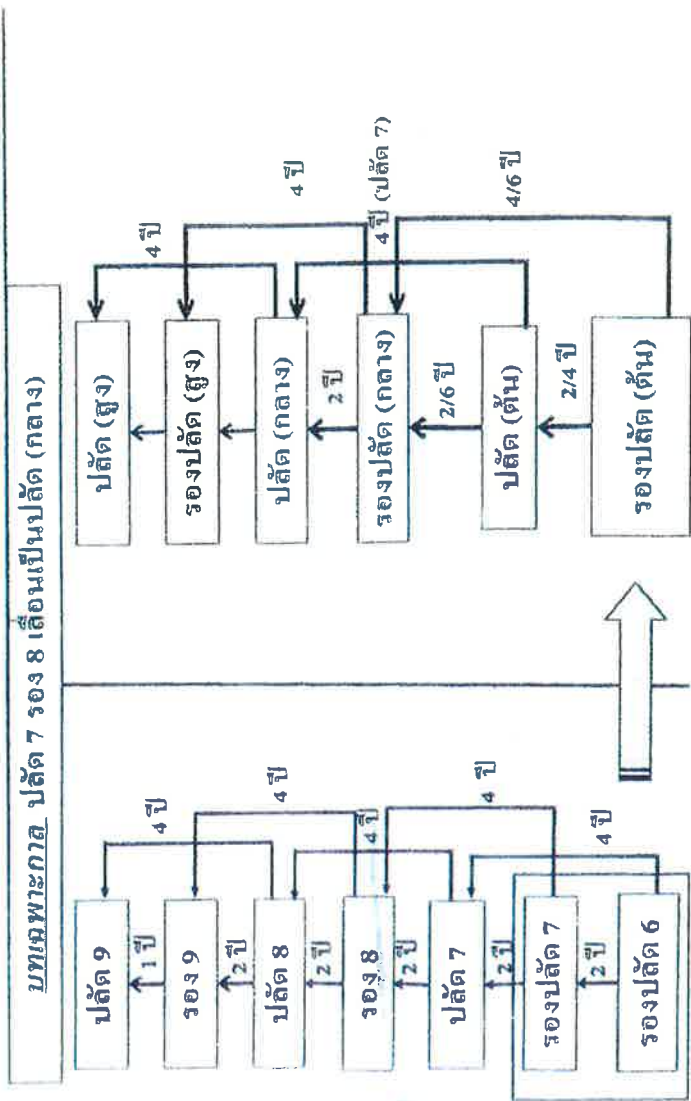 บทเฉพาะกาล ปลัด 7 รอง 8 เลื่อนเป็นปลัด (กลาง)
ปลัด 9
1 ปี
4 ปี
รอง 9
2 ปี
4 ปี
ปลัด 8
2 ปี
4 ปี
รอง 8
2 ปี
4 ปี
ปลัด 7
2 ปี
4 ปี
รองปลัด 7
2 ปี
รองปลัด 6
ปลัด (สูง)
4 ปี
รองปลัด (สูง)
4 ปี
ปลัด (กลาง)
2 ปี
4 ปี (ปลัด 7)
รองปลัด (กลาง)
2/6 ปี
4/6 ปี
ปลัด (ต้น)
2/4 ปี
รองปลัด (ต้น)